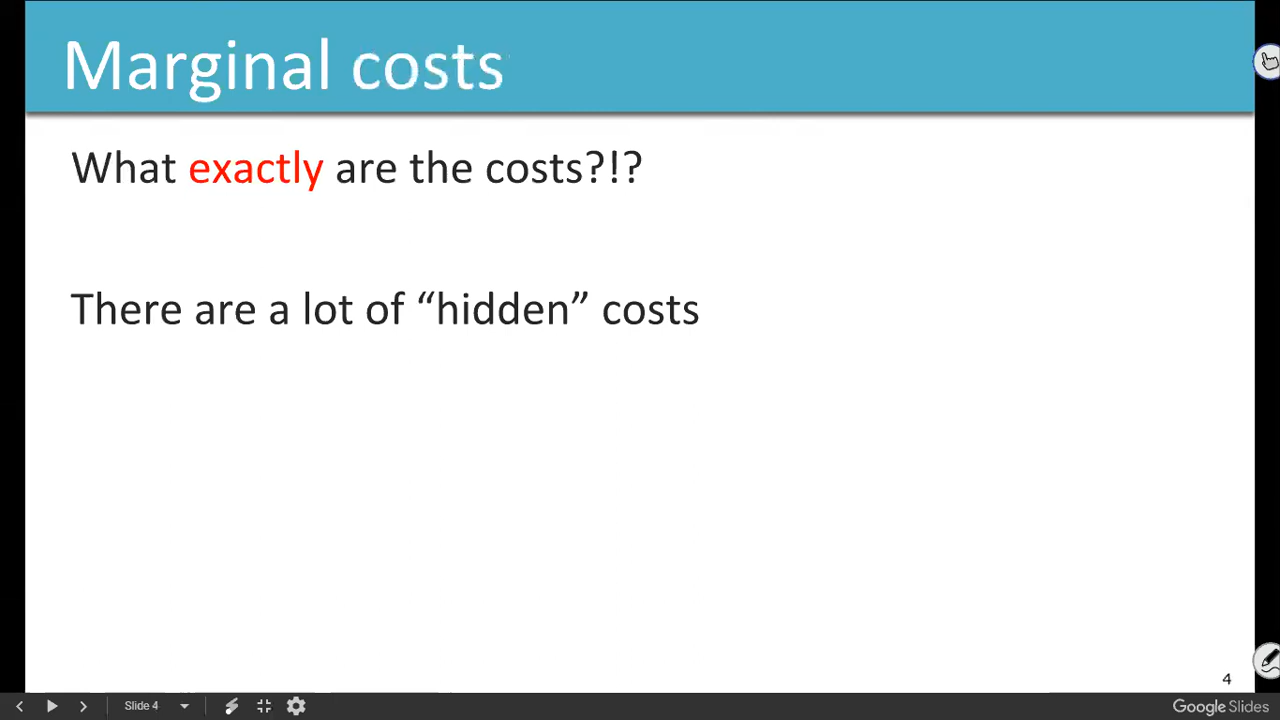 Marginal costs
What exactly are the costs?!?
There are a lot of “hidden” costs
4
Slide 4
Google Slides